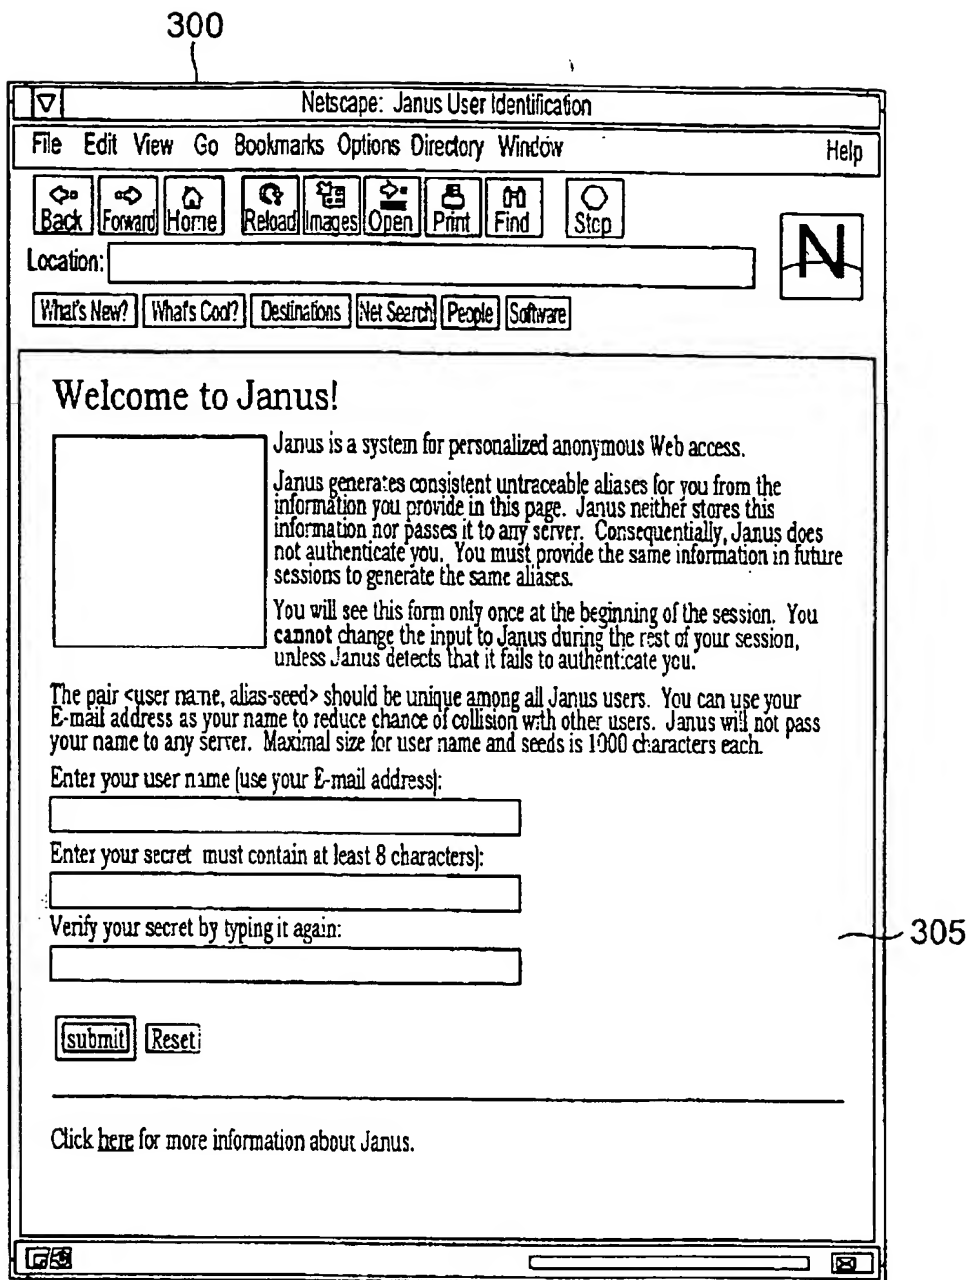 300
Netscape: Janus User Identification
File Edit View Go Bookmarks Options Directory Window Help
Back Forward Home Reload Images Open Print Find Stop
N
Location:
What's New? What's Cool? Destinations Net Search People Software
Welcome to Janus!
Janus is a system for personalized anonymous Web access.
Janus generates consistent untraceable aliases for you from the
information you provide in this page. Janus neither stores this
information nor passes it to any server. Consequentially, Janus does
not authenticate you. You must provide the same information in future
sessions to generate the same aliases.
You will see this form only once at the beginning of the session. You
cannot change the input to Janus during the rest of your session,
unless Janus detects that it fails to authenticate you.
The pair <user name, alias-seed> should be unique among all Janus users. You can use your
E-mail address as your name to reduce chance of collision with other users. Janus will not pass
your name to any server. Maximal size for user name and seeds is 1000 characters each.
Enter your user name (use your E-mail address):
Enter your secret must contain at least 8 characters):
Verify your secret by typing it again:
305
submit Reset
Click here for more information about Janus.